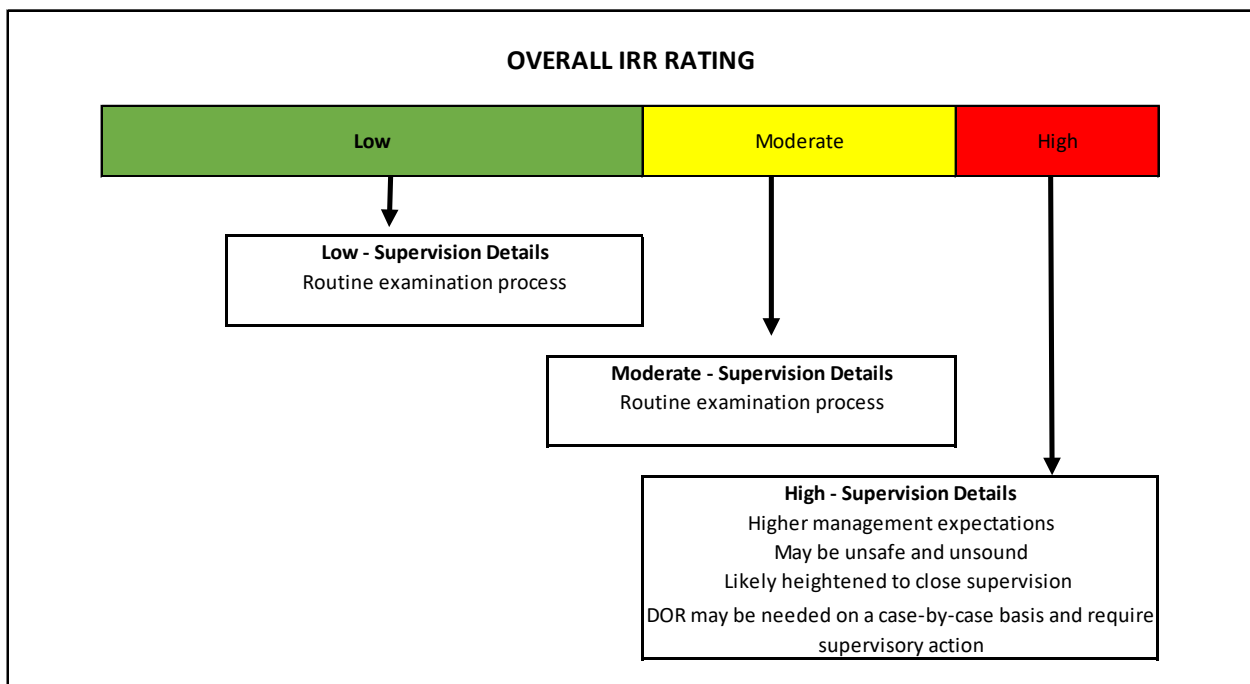 OVERALL IRR RATING
Low
Moderate
High
Low - Supervision Details
Routine examination process
Moderate - Supervision Details
Routine examination process
High - Supervision Details
Higher management expectations
May be unsafe and unsound
Likely heightened to close supervision
DOR may be needed on a case-by-case basis and require
supervisory action